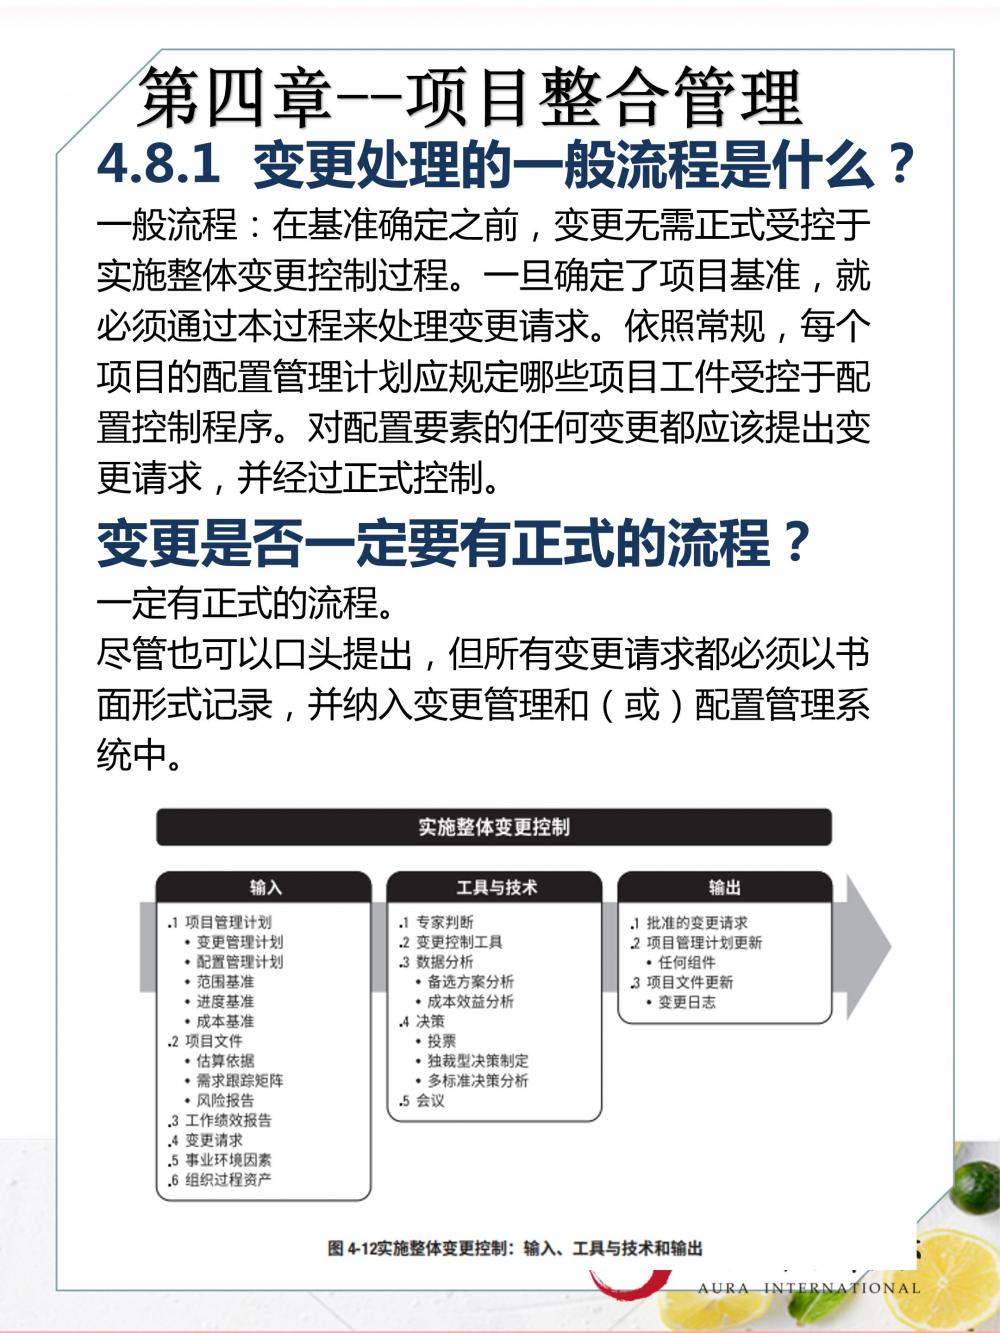 第四章--项目整合管理
4.8.1 变更处理的一般流程是什么？
一般流程：在基准确定之前，变更无需正式受控于
实施整体变更控制过程。一旦确定了项目基准，就
必须通过本过程来处理变更请求。依照常规，每个
项目的配置管理计划应规定哪些项目工件受控于配
置控制程序。对配置要素的任何变更都应该提出变
更请求，并经过正式控制。
变更是否一定要有正式的流程？
一定有正式的流程。
尽管也可以口头提出，但所有变更请求都必须以书
面形式记录，并纳入变更管理和（或）配置管理系
统中。
实施整体变更控制
输入
.1 项目管理计划
• 变更管理计划
• 配置管理计划
• 范围基准
• 进度基准
• 成本基准
.2 项目文件
• 估算依据
• 需求跟踪矩阵
• 风险报告
.3 工作绩效报告
.4 变更请求
.5 事业环境因素
.6 组织过程资产
工具与技术
.1 专家判断
.2 变更控制工具
.3 数据分析
• 备选方案分析
• 成本效益分析
.4 决策
• 投票
• 独裁型决策制定
• 多标准决策分析
.5 会议
输出
.1 批准的变更请求
.2 项目管理计划更新
• 任何组件
.3 项目文件更新
• 变更日志
图 4-12实施整体变更控制：输入、工具与技术和输出
AURA INTERNATIONAL